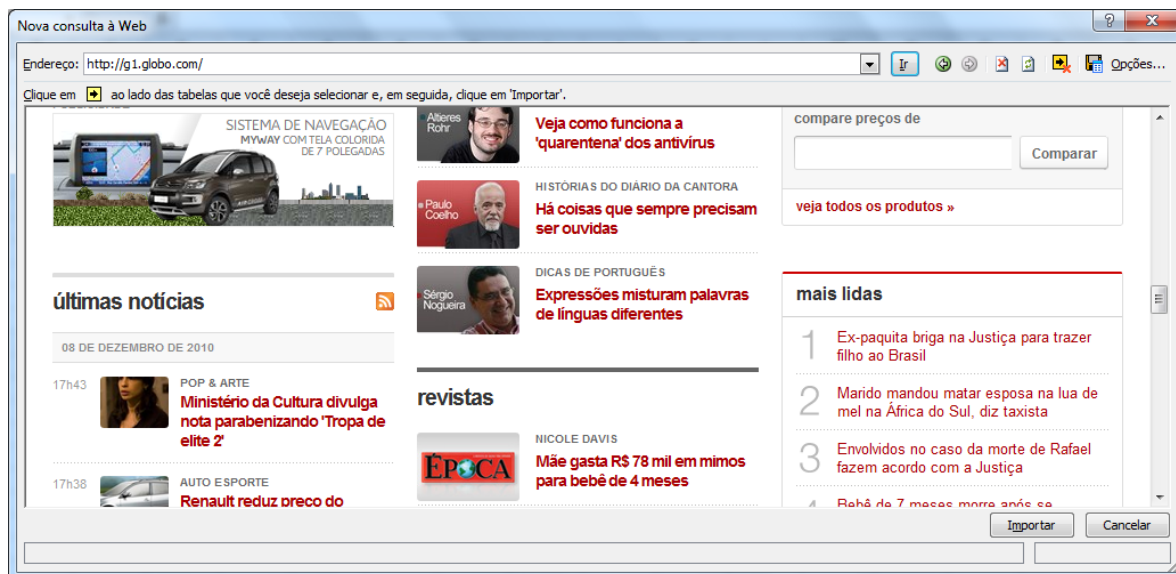 Nova consulta à Web
Endereço: http://g1.globo.com/
Ir
Opções...
Clique em ao lado das tabelas que você deseja selecionar e, em seguida, clique em 'Importar'.
SISTEMA DE NAVEGAÇÃO
MYWAY COM TELA COLORIDA
DE 7 POLEGADAS
últimas notícias
08 DE DEZEMBRO DE 2010
17h43
POP & ARTE
Ministério da Cultura divulga
nota parabenizando 'Tropa de
elite 2'
17h38
AUTO ESPORTE
Renault reduz preço do
Altieres
Rohr
Veja como funciona a
'quarentena' dos antivírus
Paulo
Coelho
HISTÓRIAS DO DIÁRIO DA CANTORA
Há coisas que sempre precisam
ser ouvidas
Sérgio
Nogueira
DICAS DE PORTUGUÊS
Expressões misturam palavras
de línguas diferentes
revistas
ÉPOCA
NICOLE DAVIS
Mãe gasta R$ 78 mil em mimos
para bebê de 4 meses
compare preços de
Comparar
veja todos os produtos »
mais lidas
1 Ex-paquita briga na Justiça para trazer
filho ao Brasil
2 Marido mandou matar esposa na lua de
mel na África do Sul, diz taxista
3 Envolvidos no caso da morte de Rafael
fazem acordo com a Justiça
4 Bebê de 7 meses morre após se
Importar
Cancelar